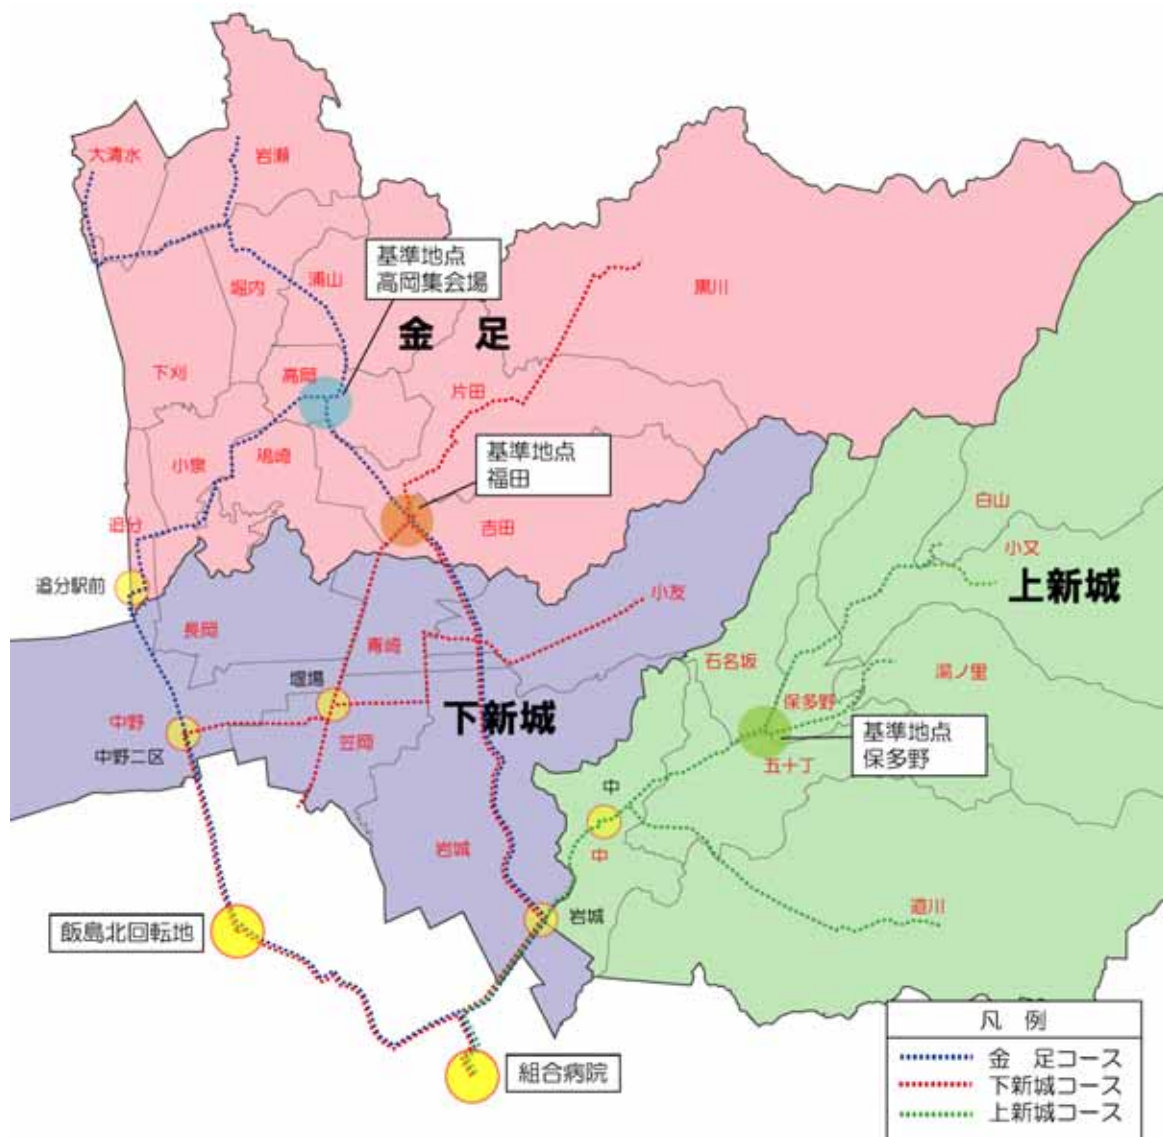 大清水
岩瀬
基準地点
高岡集会場
堀内
浦山
黒川
金 足
下刈
高岡
片田
基準地点
福田
小泉
鳰崎
追分
吉田
白山
小又
追分駅前
上新城
小友
長岡
青崎
石名坂
湯ノ里
堰場
保多野
中野
下新城
笠岡
基準地点
保多野
中野二区
五十丁
中
岩城
中
道川
岩城
飯島北回転地
組合病院
凡 例
金 足コース
下新城コース
上新城コース